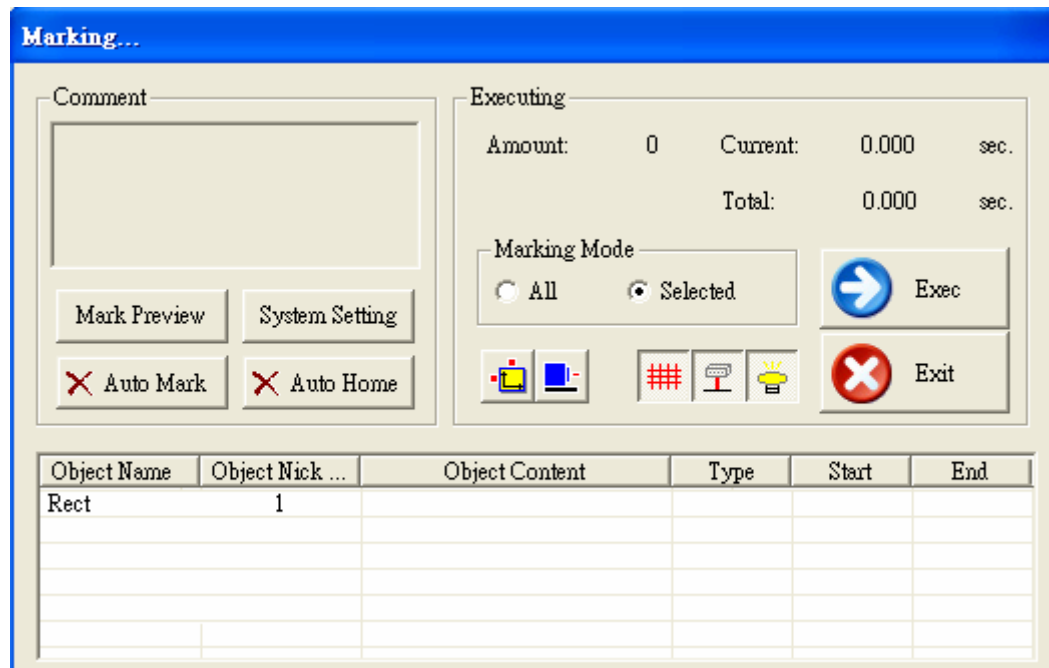 Marking...
Comment
Mark Preview
System Setting
Auto Mark
Auto Home
Executing
Amount: 0 Current: 0.000 sec.
Total: 0.000 sec.
Marking Mode
All Selected
Exec
Exit
Object Name Object Nick ... Object Content Type Start End
Rect 1